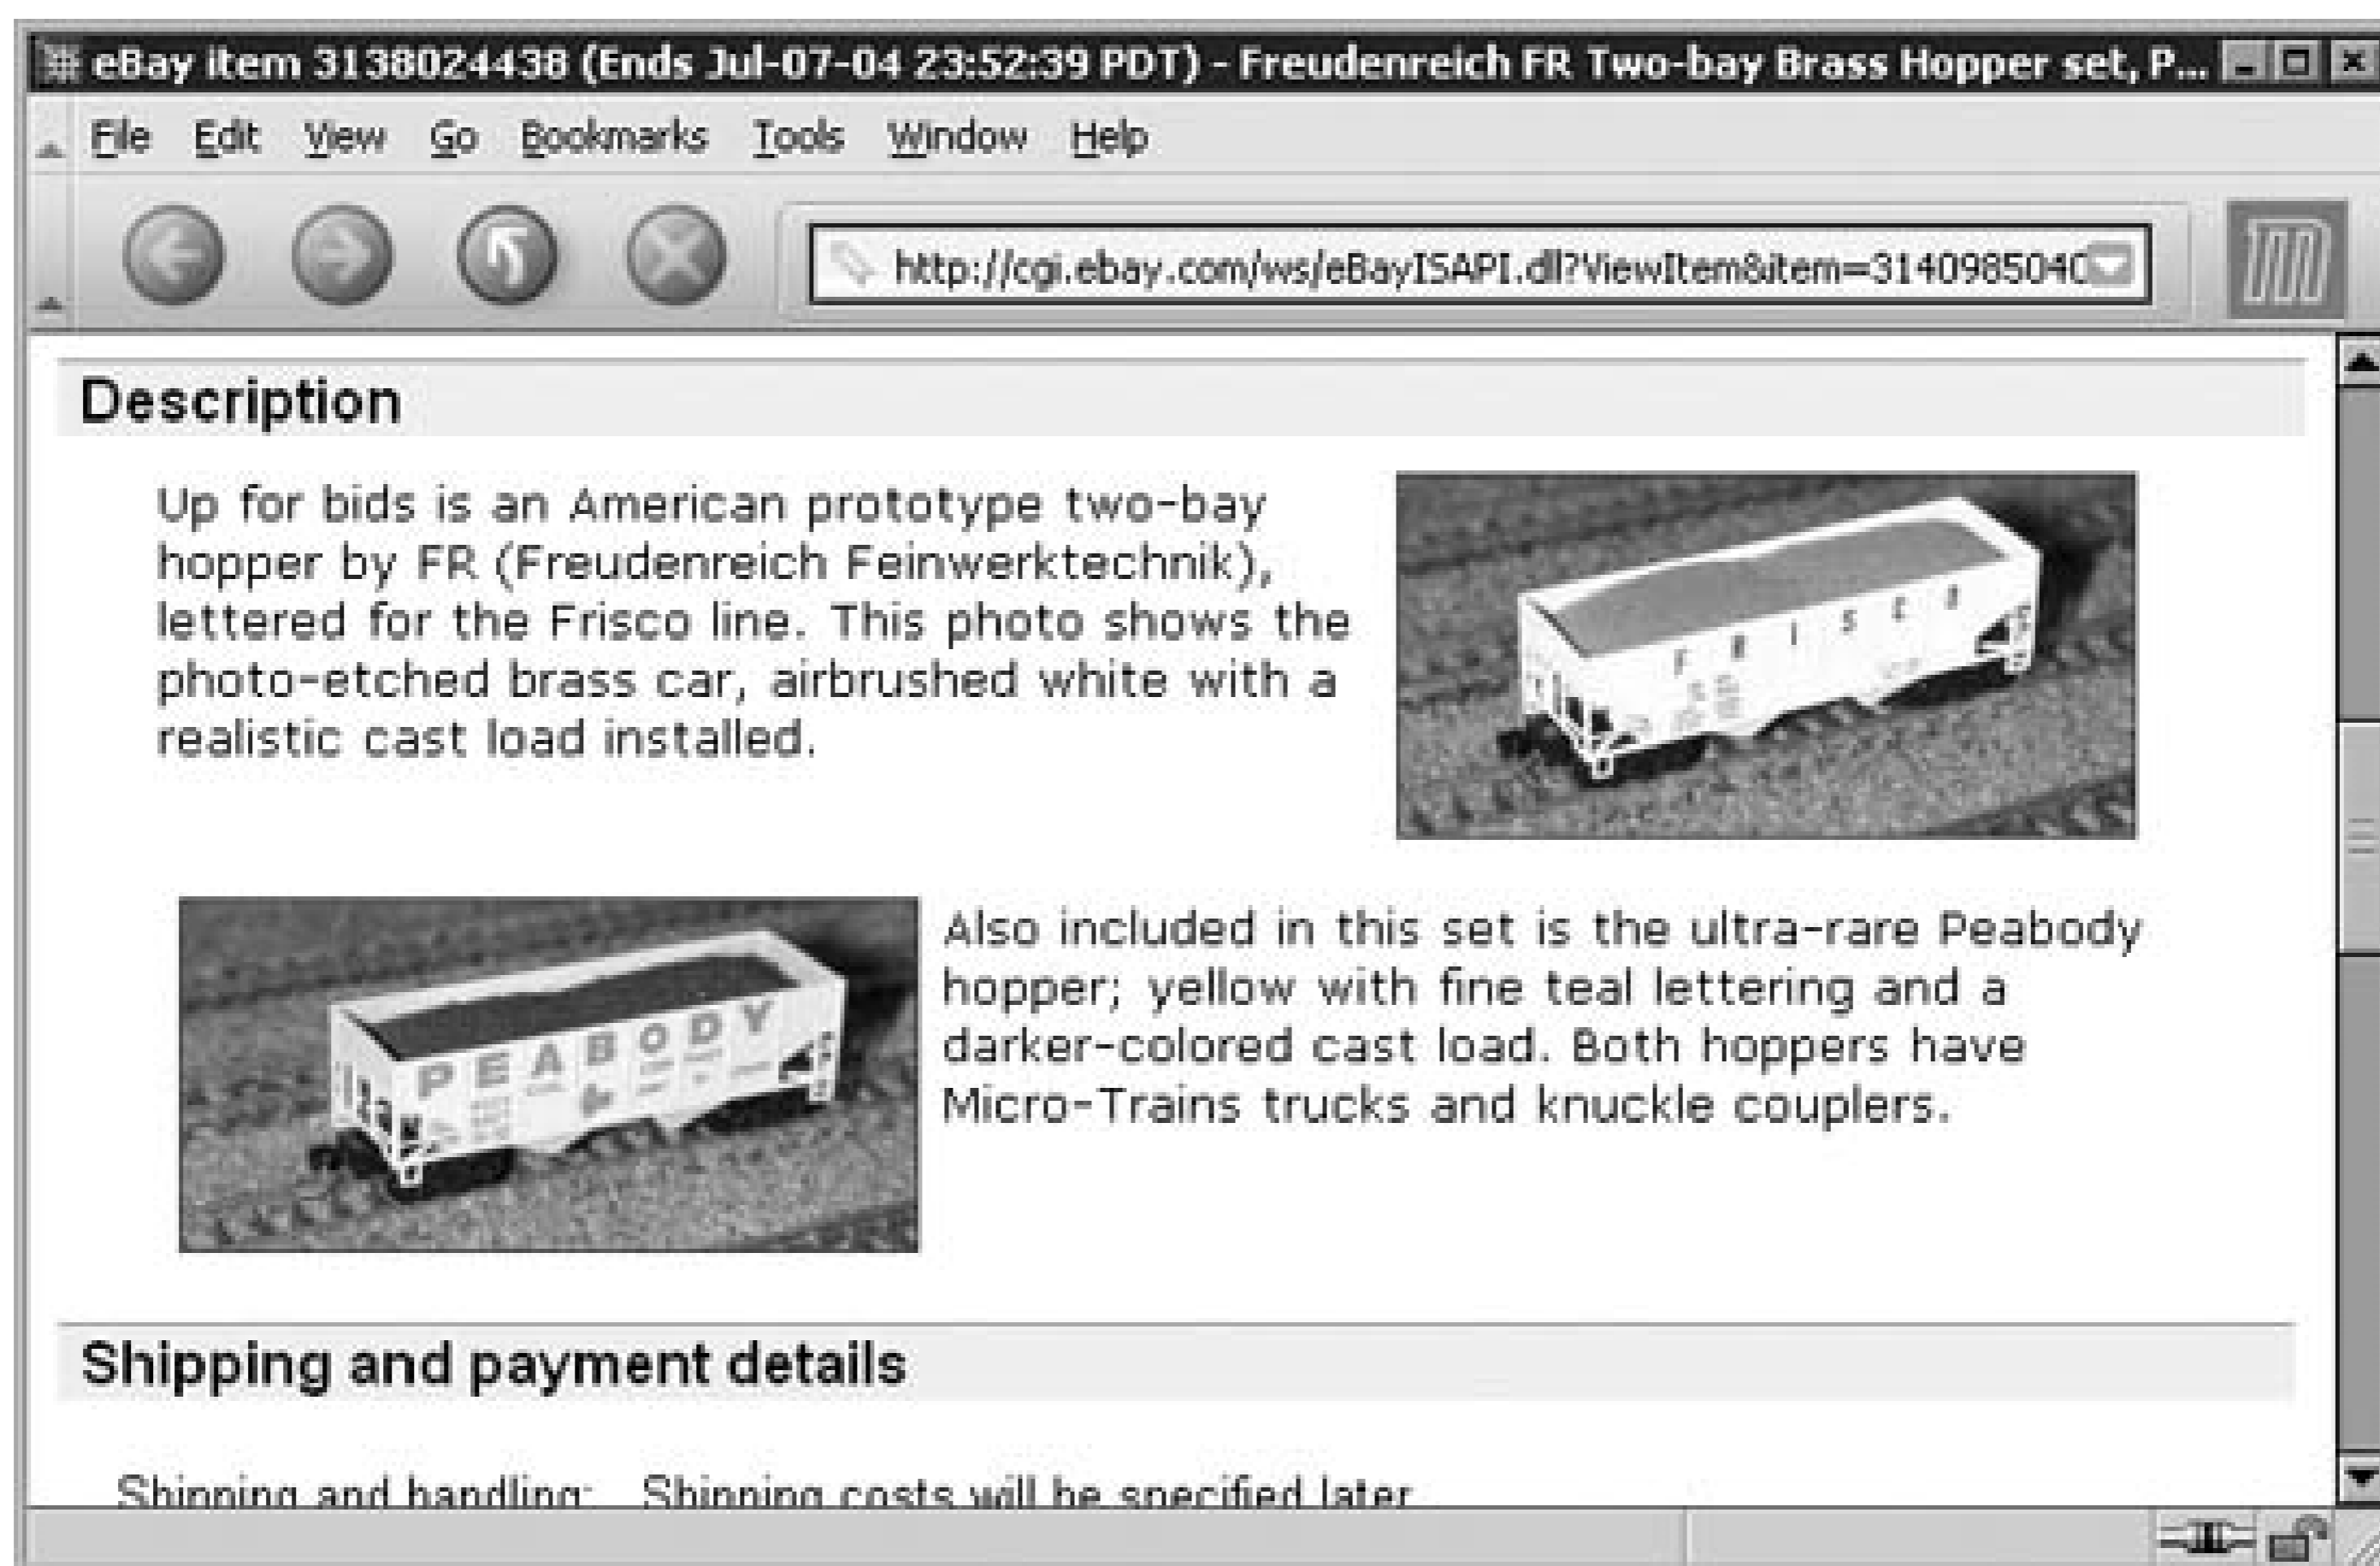 eBay item 3138024438 (Ends Jul-07-04 23:52:39 PDT) - Freudenreich FR Two-bay Brass Hopper set, P...
File Edit View Go Bookmarks Tools Window Help
http://cgi.ebay.com/ws/eBayISAPI.dll?ViewItem&item=3140985040
Description
Up for bids is an American prototype two-bay
hopper by FR (Freudenreich Feinwerktechnik),
lettered for the Frisco line. This photo shows the
photo-etched brass car, airbrushed white with a
realistic cast load installed.
FRISCO
PEABODY
Also included in this set is the ultra-rare Peabody
hopper; yellow with fine teal lettering and a
darker-colored cast load. Both hoppers have
Micro-Trains trucks and knuckle couplers.
Shipping and payment details
Shipping and handling: Shipping costs will be specified later